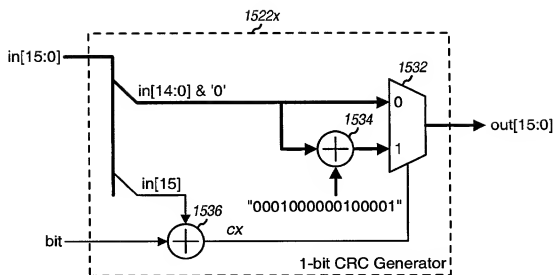 1522x
in[15:0]
1532
in[14:0] & '0'
0
1534
out[15:0]
1
in[15]
"0001000000100001"
1536
bit
cx
1-bit CRC Generator